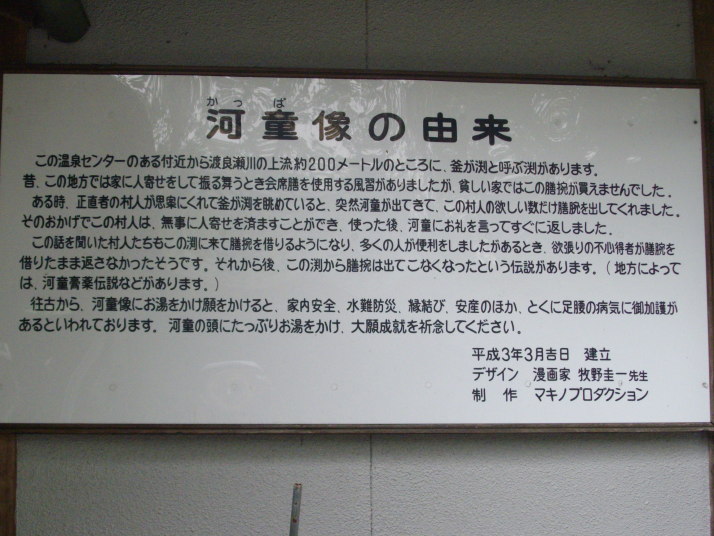 かっぱ
河童像の由来
この温泉センターのある付近から渡良瀬川の上流約200メートルのところに、釜が渕と呼ぶ渕があります。
昔、この地方では家に人寄せをして振る舞うとき会席膳を使用する風習がありましたが、貧しい家ではこの膳椀が買えませんでした。
ある時、正直者の村人が思案にくれて釜が渕を眺めていると、突然河童が出てきて、この村人の欲しい数だけ膳椀を出してくれました。
そのおかげでこの村人は、無事に人寄せを済ますことができ、使った後、河童にお礼を言ってすぐに返しました。
この話を聞いた村人たちもこの渕に来て膳椀を借りるようになり、多くの人が便利をしましたがあるとき、欲張りの不心得者が膳椀を
借りたまま返さなかったそうです。それから後、この渕から膳椀は出てこなくなったという伝説があります。(地方によって
は、河童膏薬伝説などがあります。)
往古から、河童像にお湯をかけ願をかけると、家内安全、水難防災、縁結び、安産のほか、とくに足腰の病気に御加護が
あるといわれております。河童の頭にたっぷりお湯をかけ、大願成就を祈念してください。
平成3年3月吉日 建立
デザイン 漫画家 牧野圭一先生
制作 マキノプロダクション